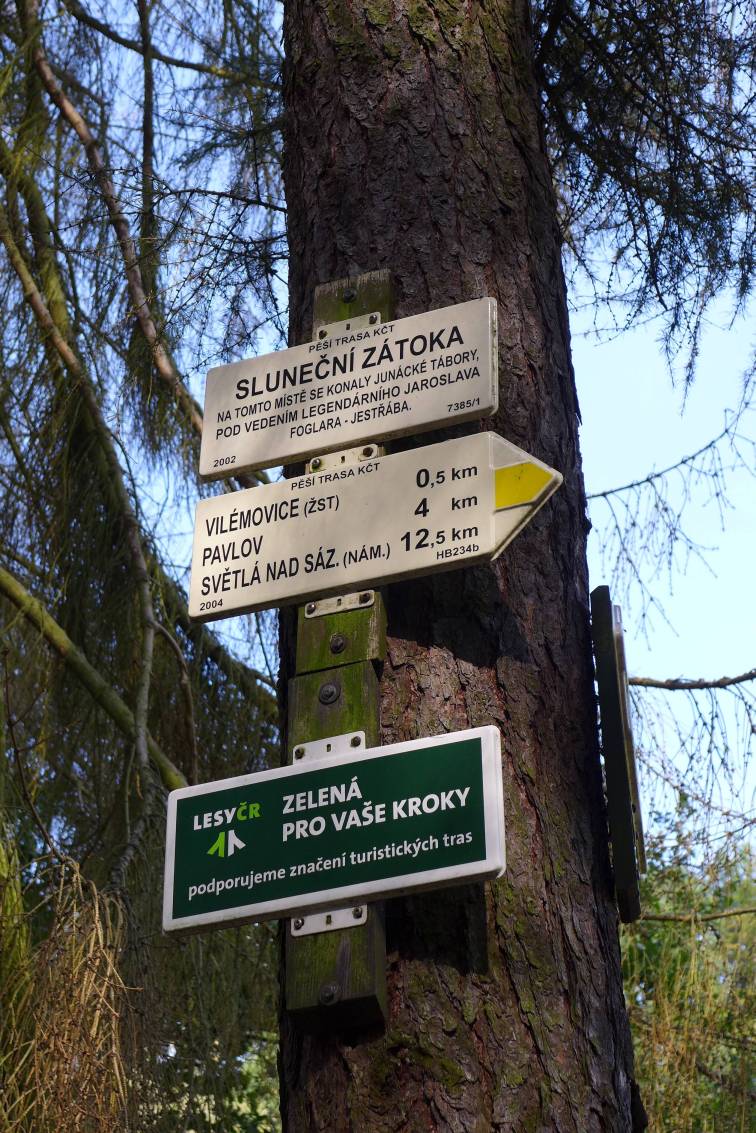 PĚŠÍ TRASA KČT
SLUNEČNÍ ZÁTOKA
NA TOMTO MÍSTĚ SE KONALY JUNÁCKÉ TÁBORY,
POD VEDENÍM LEGENDÁRNÍHO JAROSLAVA
FOGLARA - JESTŘÁBA.
7385/1
2002
PĚŠÍ TRASA KČT
VILÉMOVICE (ŽST) 0,5 km
PAVLOV 4 km
SVĚTLÁ NAD SÁZ. (NÁM.) 12,5 km
2004 HB234b
LESYČR
ZELENÁ
PRO VAŠE KROKY
podporujeme značení turistických tras